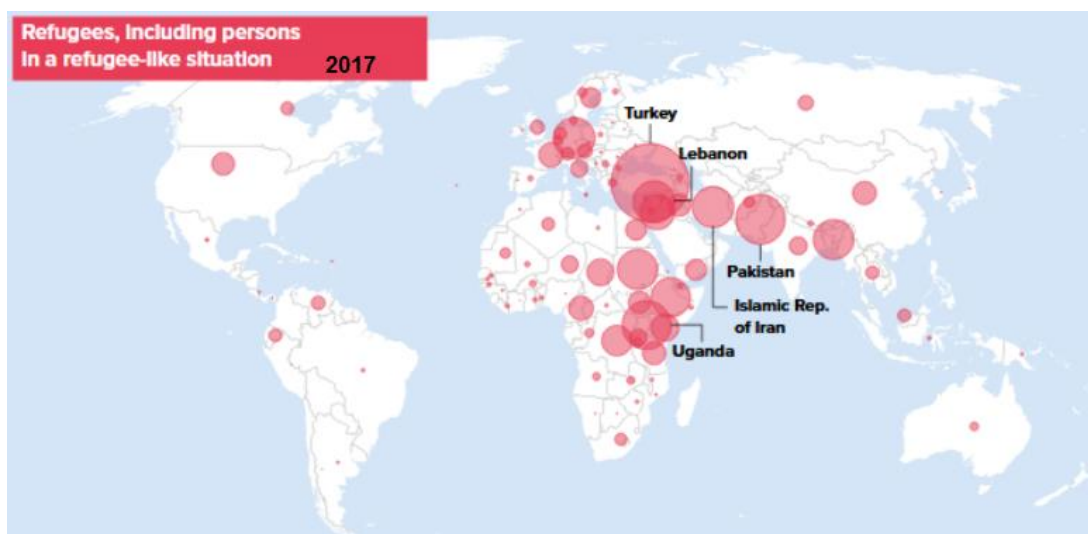 Refugees, including persons
in a refugee-like situation 2017
Turkey
Lebanon
Pakistan
Islamic Rep.
of Iran
Uganda